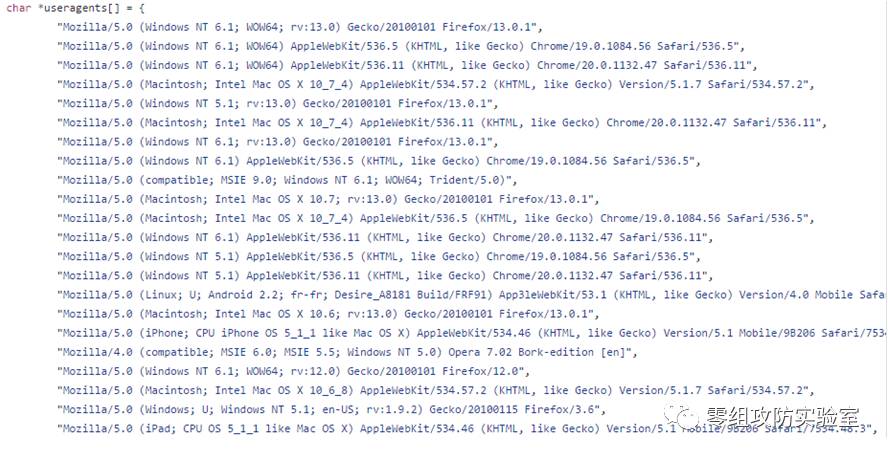 char *useragents[] = {
"Mozilla/5.0 (Windows NT 6.1; WOW64; rv:13.0) Gecko/20100101 Firefox/13.0.1",
"Mozilla/5.0 (Windows NT 6.1; WOW64) AppleWebKit/536.5 (KHTML, like Gecko) Chrome/19.0.1084.56 Safari/536.5",
"Mozilla/5.0 (Windows NT 6.1; WOW64) AppleWebKit/536.11 (KHTML, like Gecko) Chrome/20.0.1132.47 Safari/536.11",
"Mozilla/5.0 (Macintosh; Intel Mac OS X 10_7_4) AppleWebKit/534.57.2 (KHTML, like Gecko) Version/5.1.7 Safari/534.57.2",
"Mozilla/5.0 (Windows NT 5.1; rv:13.0) Gecko/20100101 Firefox/13.0.1",
"Mozilla/5.0 (Macintosh; Intel Mac OS X 10_7_4) AppleWebKit/536.11 (KHTML, like Gecko) Chrome/20.0.1132.47 Safari/536.11",
"Mozilla/5.0 (Windows NT 6.1; rv:13.0) Gecko/20100101 Firefox/13.0.1",
"Mozilla/5.0 (Windows NT 6.1) AppleWebKit/536.5 (KHTML, like Gecko) Chrome/19.0.1084.56 Safari/536.5",
"Mozilla/5.0 (compatible; MSIE 9.0; Windows NT 6.1; WOW64; Trident/5.0)",
"Mozilla/5.0 (Macintosh; Intel Mac OS X 10.7; rv:13.0) Gecko/20100101 Firefox/13.0.1",
"Mozilla/5.0 (Macintosh; Intel Mac OS X 10_7_4) AppleWebKit/536.5 (KHTML, like Gecko) Chrome/19.0.1084.56 Safari/536.5",
"Mozilla/5.0 (Windows NT 6.1) AppleWebKit/536.11 (KHTML, like Gecko) Chrome/20.0.1132.47 Safari/536.11",
"Mozilla/5.0 (Windows NT 5.1) AppleWebKit/536.5 (KHTML, like Gecko) Chrome/19.0.1084.56 Safari/536.5",
"Mozilla/5.0 (Windows NT 5.1) AppleWebKit/536.11 (KHTML, like Gecko) Chrome/20.0.1132.47 Safari/536.11",
"Mozilla/5.0 (Linux; U; Android 2.2; fr-fr; Desire_A8181 Build/FRF91) App3leWebKit/53.1 (KHTML, like Gecko) Version/4.0 Mobile Safa
"Mozilla/5.0 (Macintosh; Intel Mac OS X 10.6; rv:13.0) Gecko/20100101 Firefox/13.0.1",
"Mozilla/5.0 (iPhone; CPU iPhone OS 5_1_1 like Mac OS X) AppleWebKit/534.46 (KHTML, like Gecko) Version/5.1 Mobile/9B206 Safari/7534
"Mozilla/4.0 (compatible; MSIE 6.0; MSIE 5.5; Windows NT 5.0) Opera 7.02 Bork-edition [en]",
"Mozilla/5.0 (Windows NT 6.1; WOW64; rv:12.0) Gecko/20100101 Firefox/12.0",
"Mozilla/5.0 (Macintosh; Intel Mac OS X 10_6_8) AppleWebKit/534.57.2 (KHTML, like Gecko) Version/5.1.7 Safari/534.57.2",
"Mozilla/5.0 (Windows; U; Windows NT 5.1; en-US; rv:1.9.2) Gecko/20100115 Firefox/3.6",
"Mozilla/5.0 (iPad; CPU OS 5_1_1 like Mac OS X) AppleWebKit/534.46 (KHTML, like Gecko) Version/5.1 Mobile/9B206 Safari/7534.48.3",
零组攻防实验室